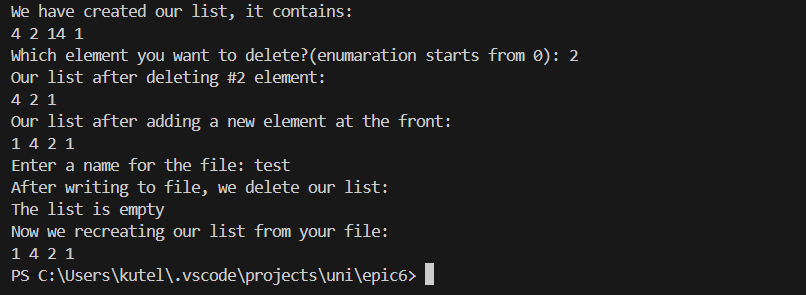 We have created our list, it contains:
4 2 14 1
Which element you want to delete?(enumaration starts from 0): 2
Our list after deleting #2 element:
4 2 1
Our list after adding a new element at the front:
1 4 2 1
Enter a name for the file: test
After writing to file, we delete our list:
The list is empty
Now we recreating our list from your file:
1 4 2 1
PS C:\Users\kutel\.vscode\projects\uni\epic6>